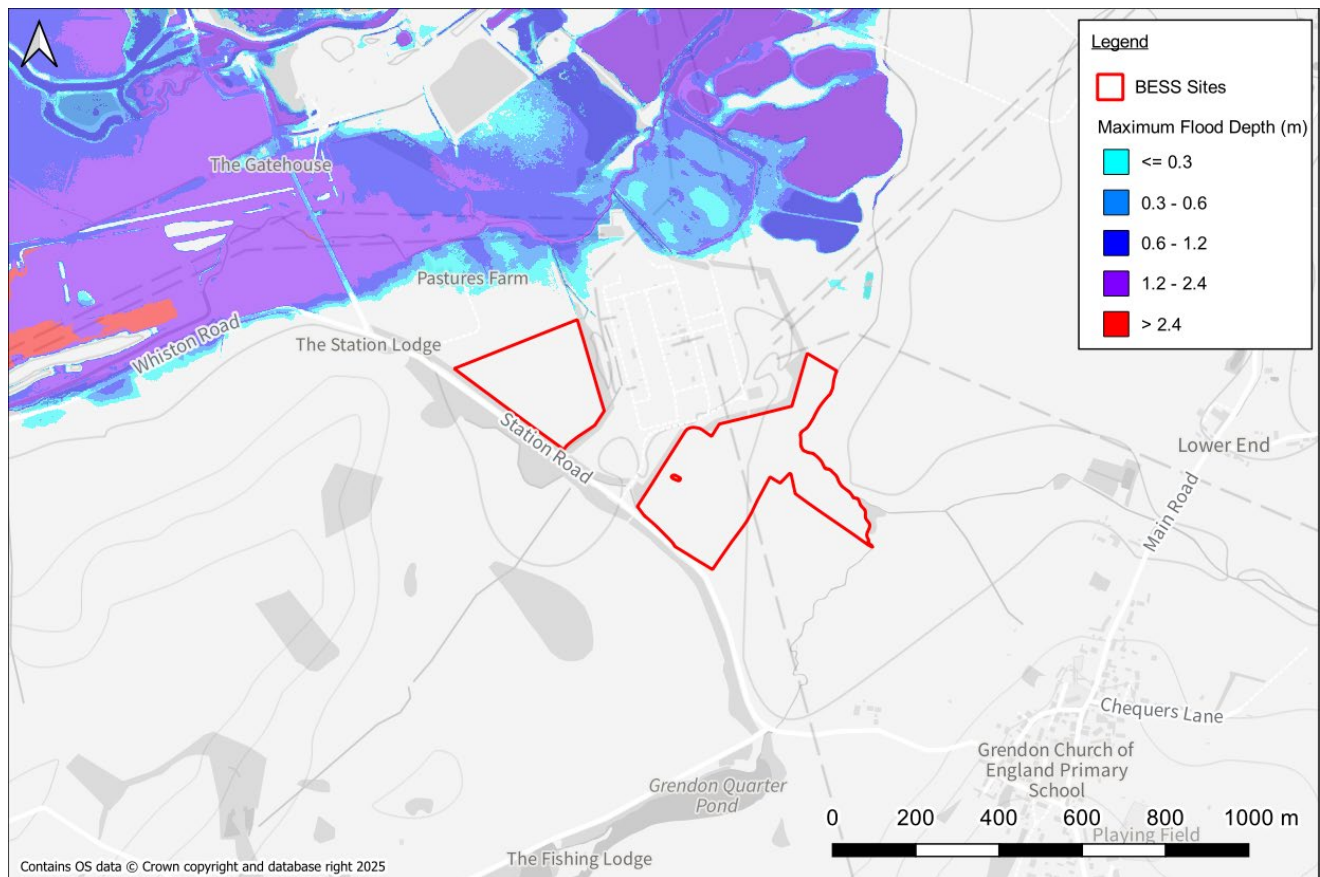 Legend
BESS Sites
Maximum Flood Depth (m)
<= 0.3
0.3 - 0.6
0.6 - 1.2
1.2 - 2.4
> 2.4
The Gatehouse
Pastures Farm
Whiston Road
The Station Lodge
Station Road
Lower End
Main Road
Chequers Lane
Grendon Church of
England Primary
School
Grendon Quarter
Pond
Playing Field
The Fishing Lodge
0 200 400 600 800 1000 m
Contains OS data © Crown copyright and database right 2025